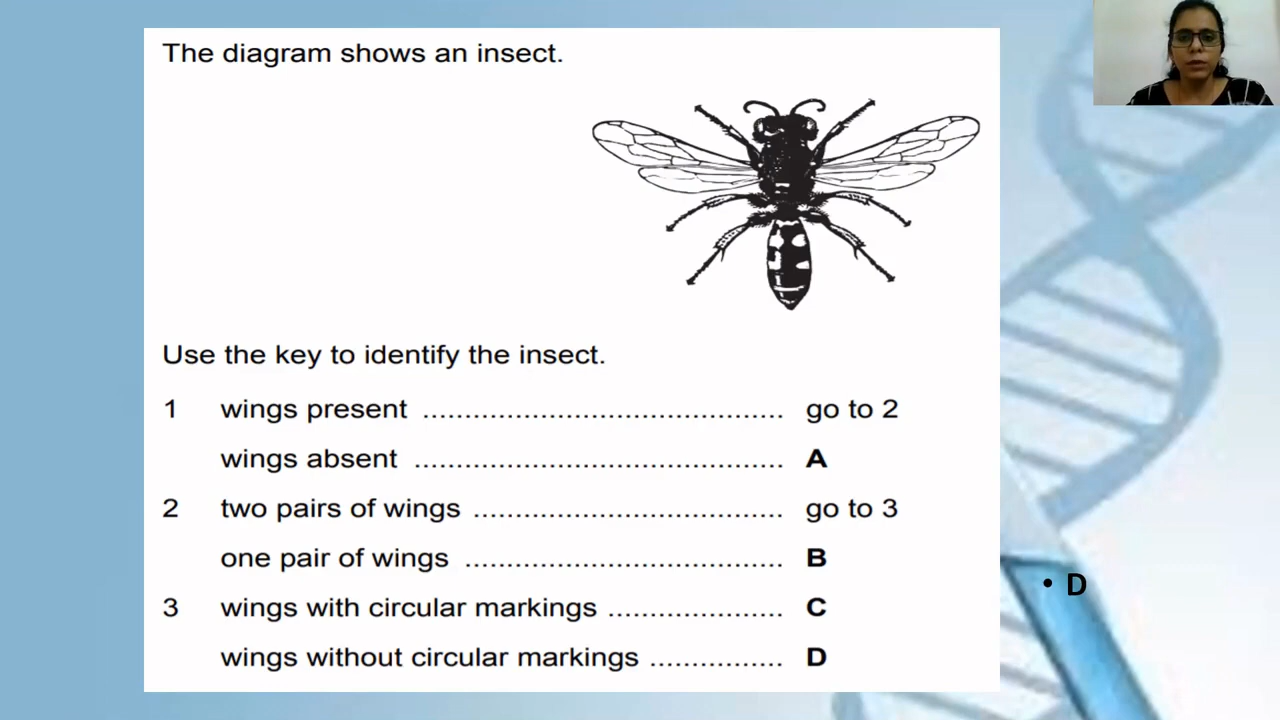 The diagram shows an insect.
Use the key to identify the insect.
1 wings present ........................................... go to 2
wings absent ............................................ A
2 two pairs of wings ..................................... go to 3
one pair of wings ...................................... B
3 wings with circular markings ..................... C
wings without circular markings ................ D
• D